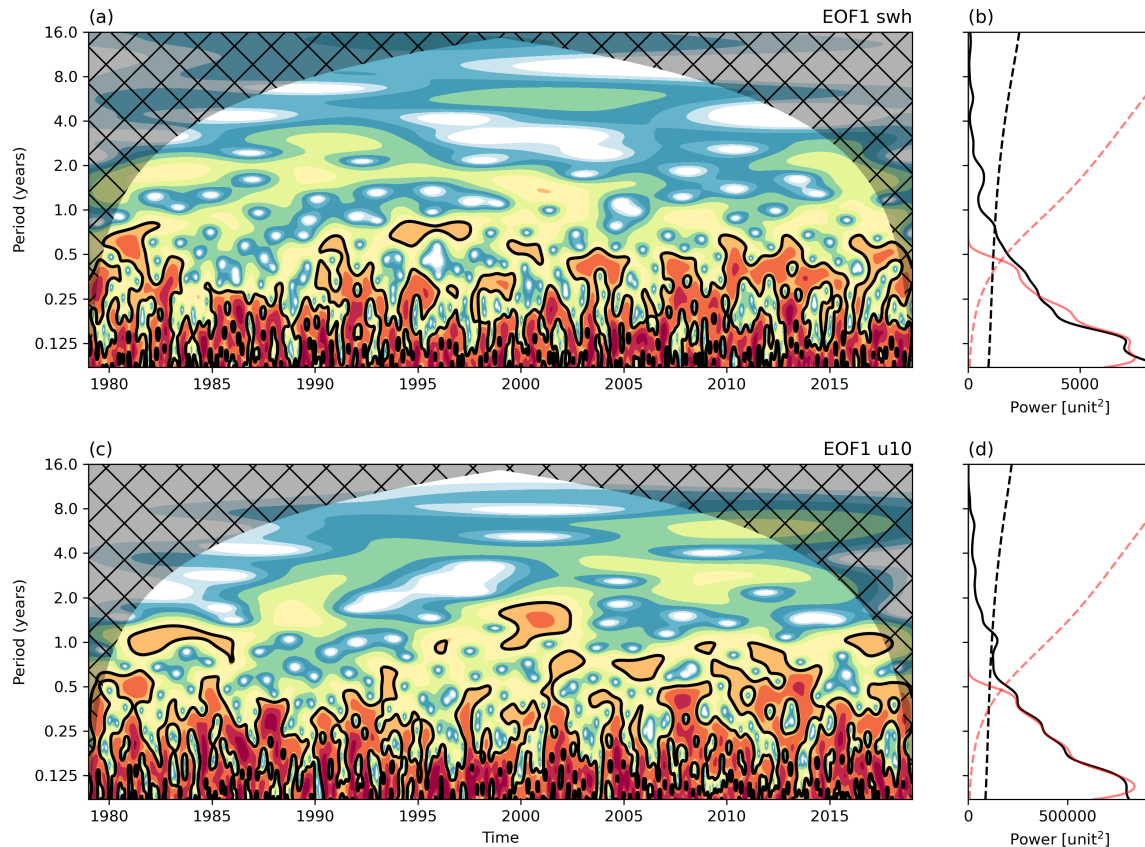 (a) EOF1 swh
(b)
16.0
8.0
4.0
2.0
1.0
0.5
0.25
0.125
Period (years)
1980 1985 1990 1995 2000 2005 2010 2015
0 5000
Power [unit²]
(c) EOF1 u10
(d)
16.0
8.0
4.0
2.0
1.0
0.5
0.25
0.125
Period (years)
1980 1985 1990 1995 2000 2005 2010 2015
Time
0 500000
Power [unit²]